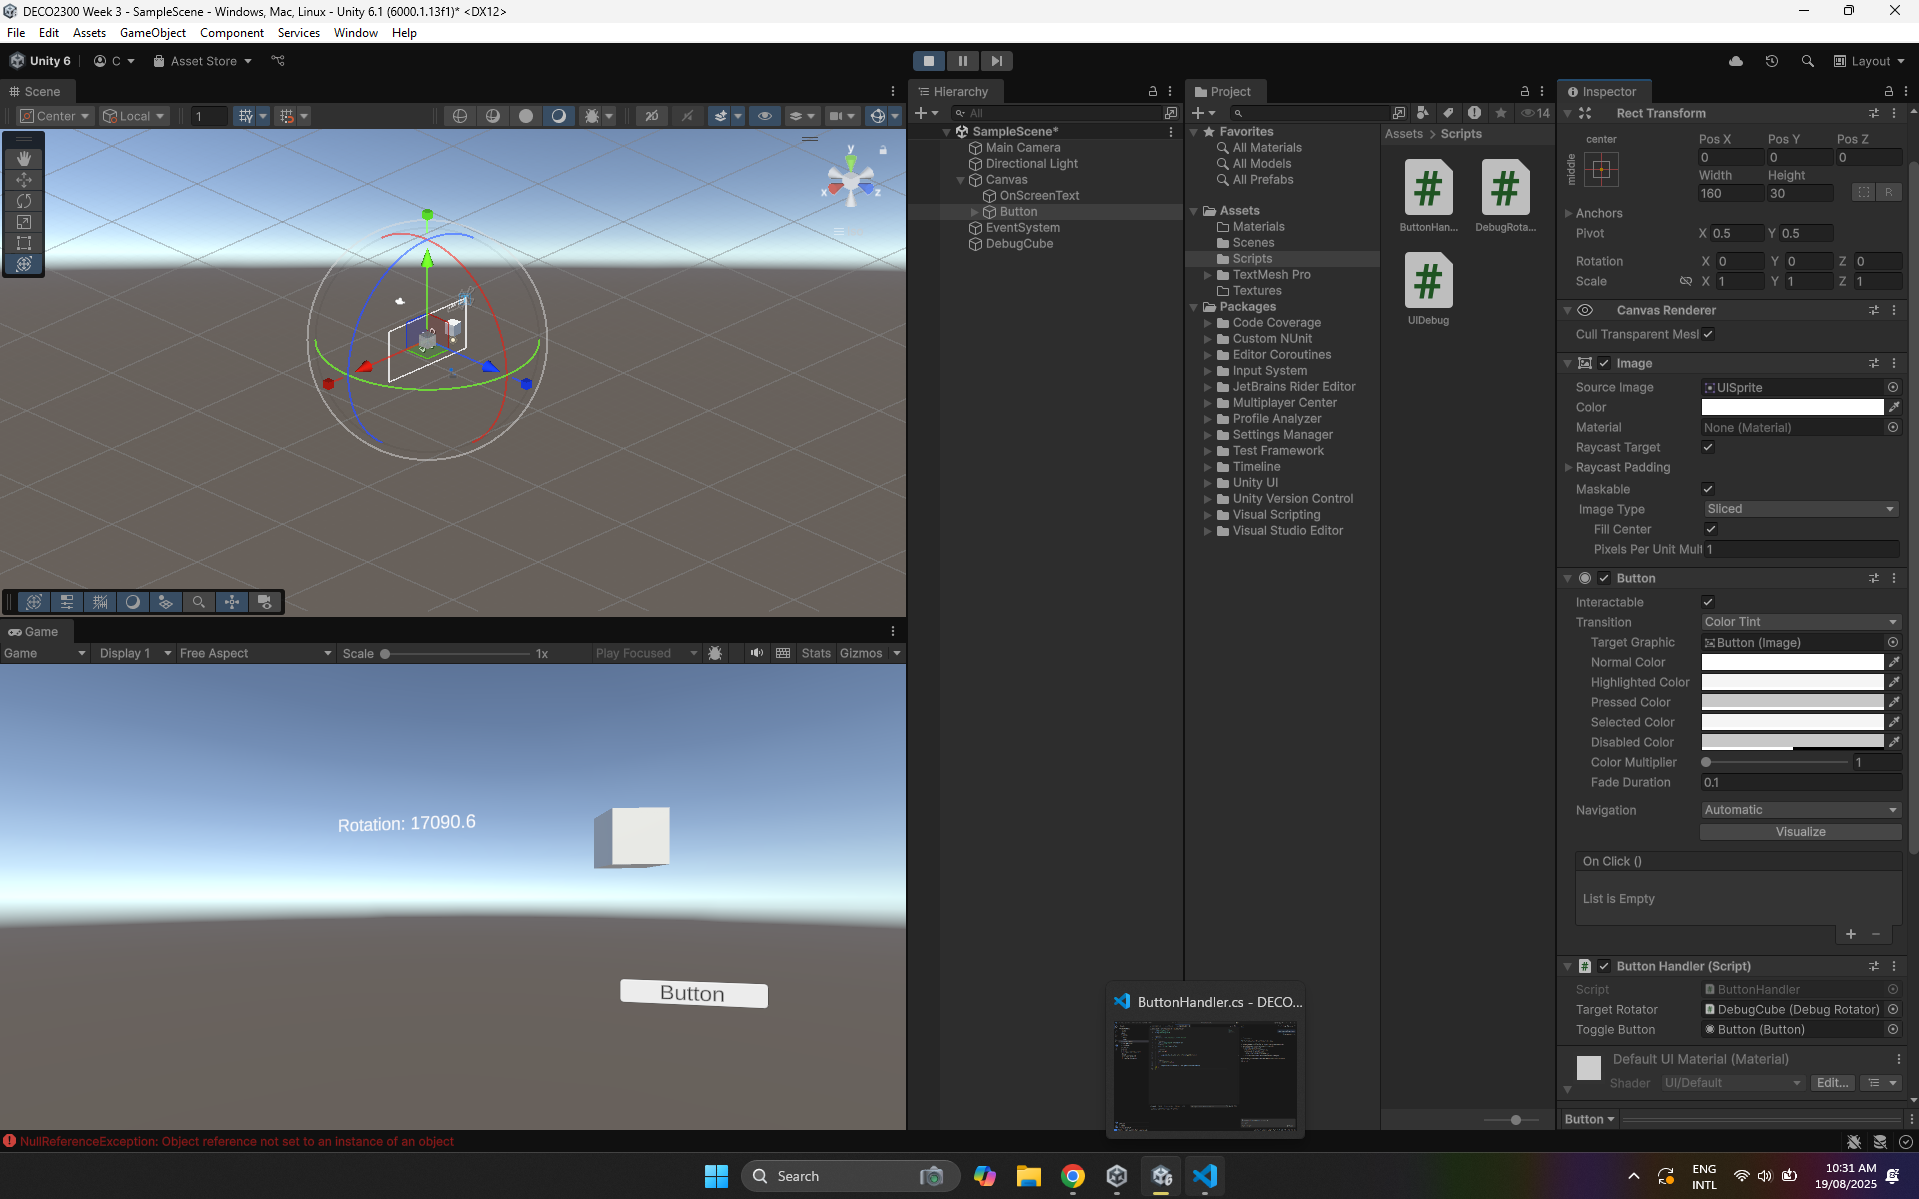 DECO2300 Week 3 - SampleScene - Windows, Mac, Linux - Unity 6.1 (6000.1.13f1)* <DX12>
File Edit Assets GameObject Component Services Window Help
Unity 6 C Asset Store Layout
Scene
Center Local 1 2D
y x z
Game
Game Display 1 Free Aspect Scale 1x Play Focused Stats Gizmos
Rotation: 17090.6
Button
Hierarchy
All
SampleScene*
Main Camera
Directional Light
Canvas
OnScreenText
Button
EventSystem
DebugCube
Project
14
Favorites
All Materials
All Models
All Prefabs
Assets
Materials
Scenes
Scripts
TextMesh Pro
Textures
Packages
Code Coverage
Custom NUnit
Editor Coroutines
Input System
JetBrains Rider Editor
Multiplayer Center
Profile Analyzer
Settings Manager
Test Framework
Timeline
Unity UI
Unity Version Control
Visual Scripting
Visual Studio Editor
Assets > Scripts
# #
ButtonHan... DebugRota...
#
UIDebug
Inspector
Rect Transform
center
middle
Pos X Pos Y Pos Z
0 0 0
Width Height
160 30 R
Anchors
Pivot X 0.5 Y 0.5
Rotation X 0 Y 0 Z 0
Scale X 1 Y 1 Z 1
Canvas Renderer
Cull Transparent Mesl
Image
Source Image UISprite
Color
Material None (Material)
Raycast Target
Raycast Padding
Maskable
Image Type Sliced
Fill Center
Pixels Per Unit Mult 1
Button
Interactable
Transition Color Tint
Target Graphic Button (Image)
Normal Color
Highlighted Color
Pressed Color
Selected Color
Disabled Color
Color Multiplier 1
Fade Duration 0.1
Navigation Automatic
Visualize
On Click ()
List is Empty
+ −
# Button Handler (Script)
Script ButtonHandler
Target Rotator DebugCube (Debug Rotator)
Toggle Button Button (Button)
Default UI Material (Material)
Shader UI/Default Edit...
Button
ButtonHandler.cs - DECO...
NullReferenceException: Object reference not set to an instance of an object
Search
ENG
INTL
10:31 AM
19/08/2025